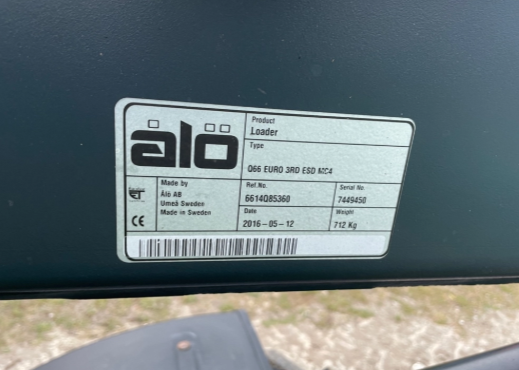 älö
Product
Loader
Type
Q66 EURO 3RD ESD MC4
Made by
Ålö AB
Umeå Sweden
Made in Sweden
Ref.No.
6614Q85360
Serial No.
7449450
CE
Date
2016-05-12
Weight
712 Kg